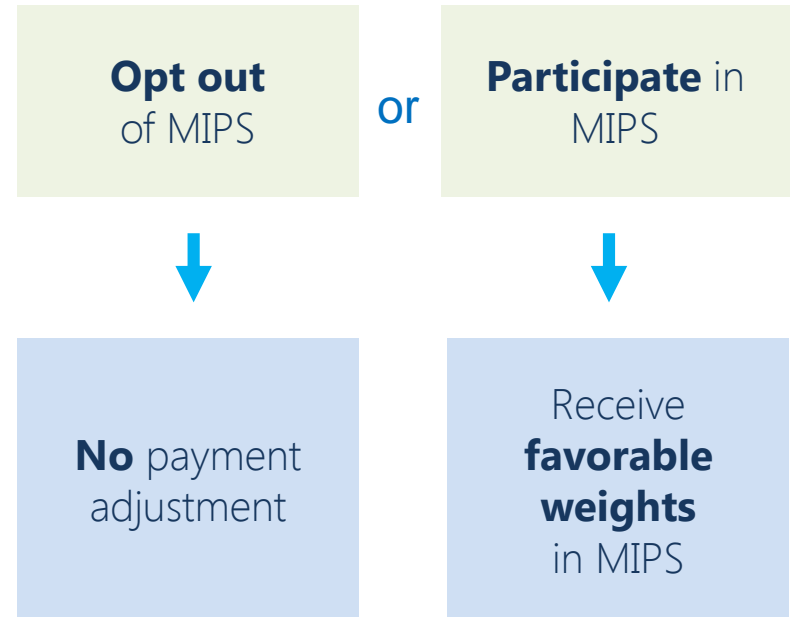 Opt out
of MIPS
or
Participate in
MIPS
No payment
adjustment
Receive
favorable
weights
in MIPS